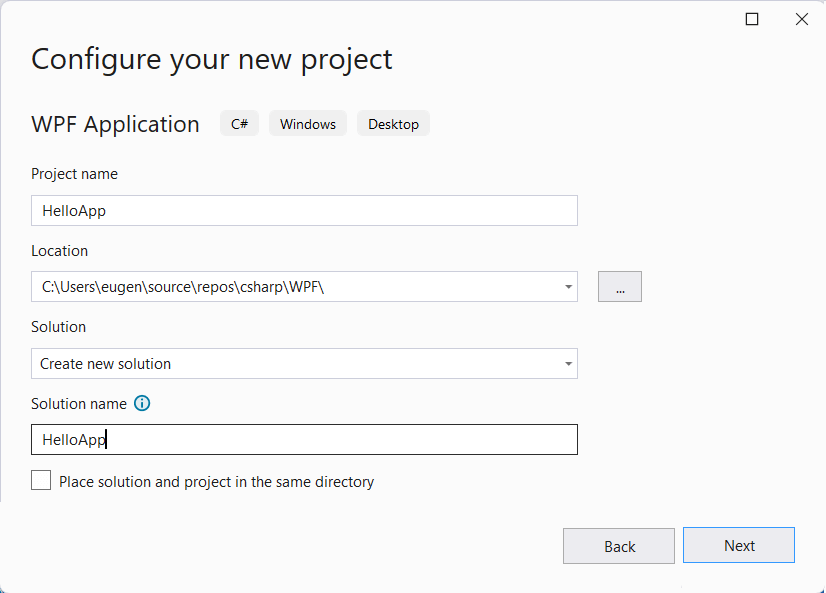 Configure your new project
WPF Application C# Windows Desktop
Project name
HelloApp
Location
C:\Users\eugen\source\repos\csharp\WPF\ ...
Solution
Create new solution
Solution name
HelloApp
Place solution and project in the same directory
Back Next